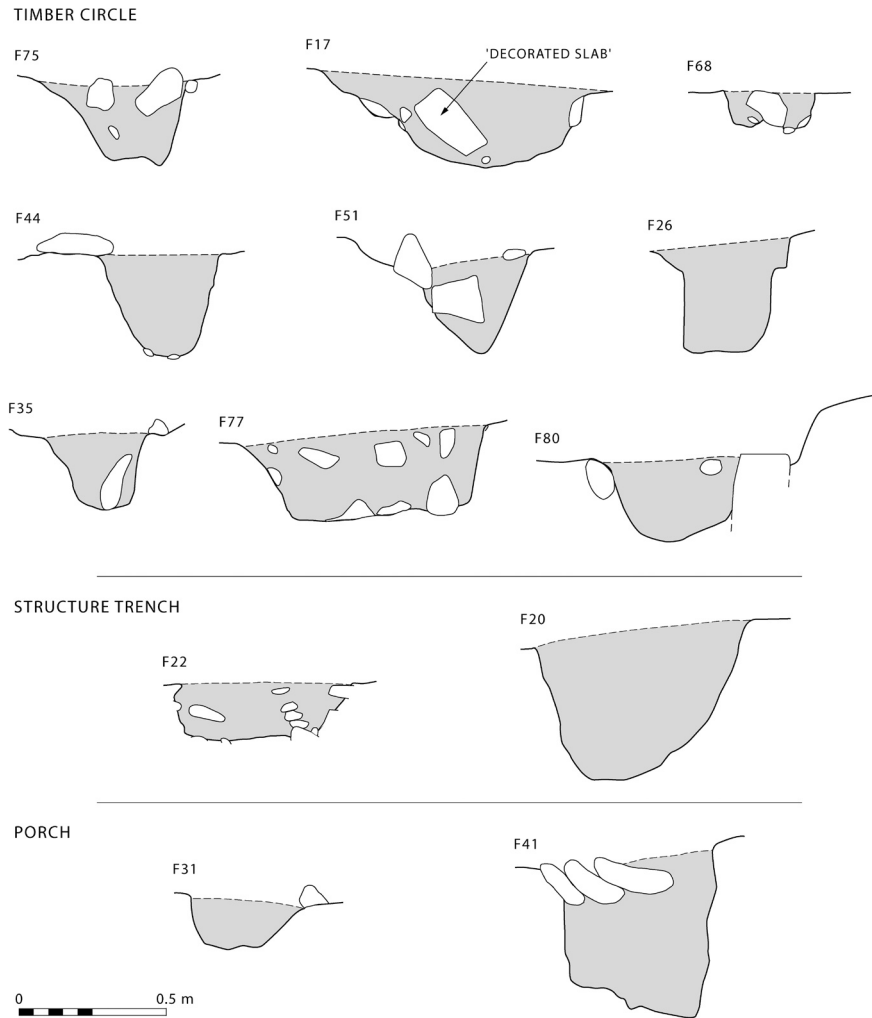 TIMBER CIRCLE
F75
F17
'DECORATED SLAB'
F68
F44
F51
F26
F35
F77
F80
STRUCTURE TRENCH
F22
F20
PORCH
F31
F41
0 0.5 m